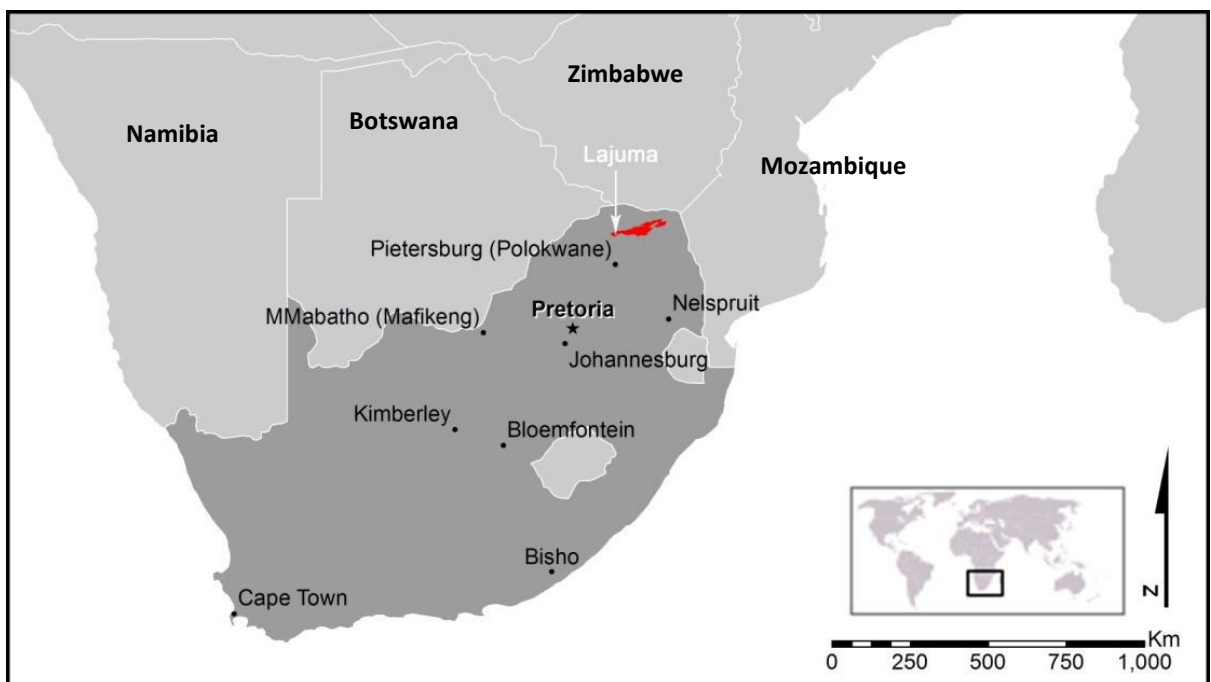 Zimbabwe
Botswana
Namibia
Lajuma
Mozambique
Pietersburg (Polokwane)
Nelspruit
Pretoria
MMabatho (Mafikeng)
Johannesburg
Kimberley
Bloemfontein
Bisho
Cape Town
N
Km
0 250 500 750 1,000